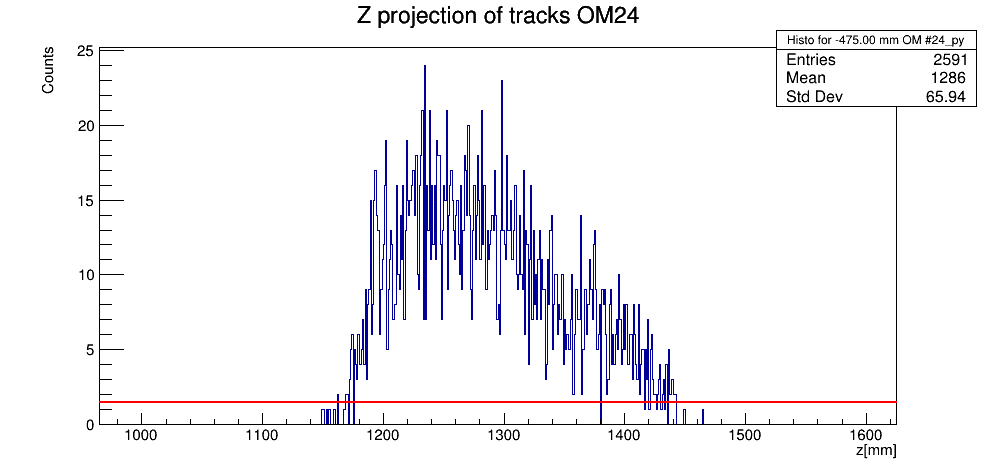 Z projection of tracks OM24
Histo for -475.00 mm OM #24_py
Entries 2591
Mean 1286
Std Dev 65.94
Counts
25
20
15
10
5
0
1000 1100 1200 1300 1400 1500 1600
z[mm]